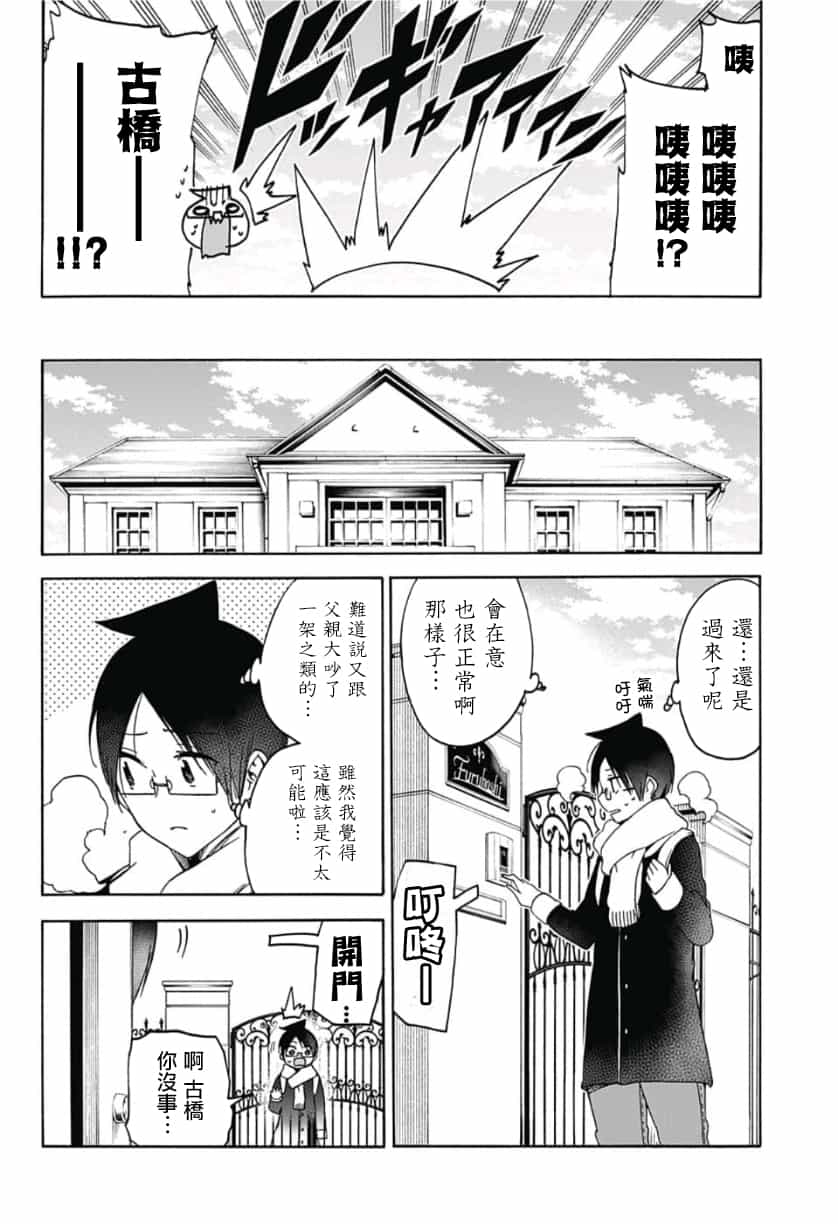 咦
咦咦咦
咦咦咦
!?
ドッギャアアアァン
古橋——
————!!?
還…還是
過來了呢
氣喘
吁吁
會在意
也很正常啊
那樣子…
叮咚ー
難道説又跟
父親大吵了
一架之類的…
雖然我覺得
這應該是不太
可能啦…
開門…
啊 古橋
你沒事…